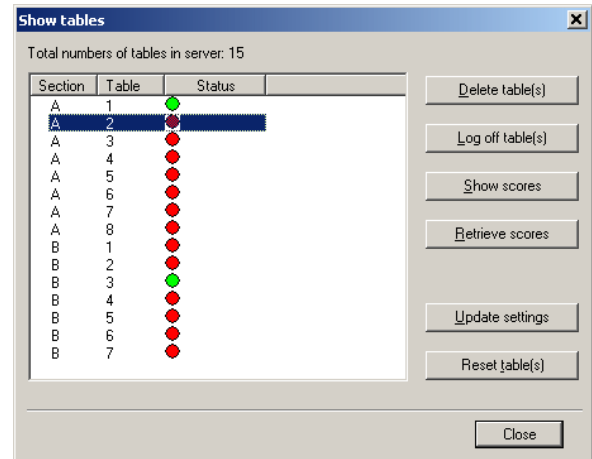 Show tables
Total numbers of tables in server: 15
Section Table Status
A 1
A 2
A 3
A 4
A 5
A 6
A 7
A 8
B 1
B 2
B 3
B 4
B 5
B 6
B 7
Delete table(s)
Log off table(s)
Show scores
Retrieve scores
Update settings
Reset table(s)
Close